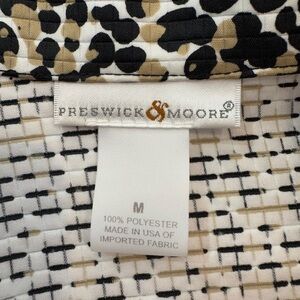 PRESWICK & MOORE®
M
100% POLYESTER
MADE IN USA OF
IMPORTED FABRIC